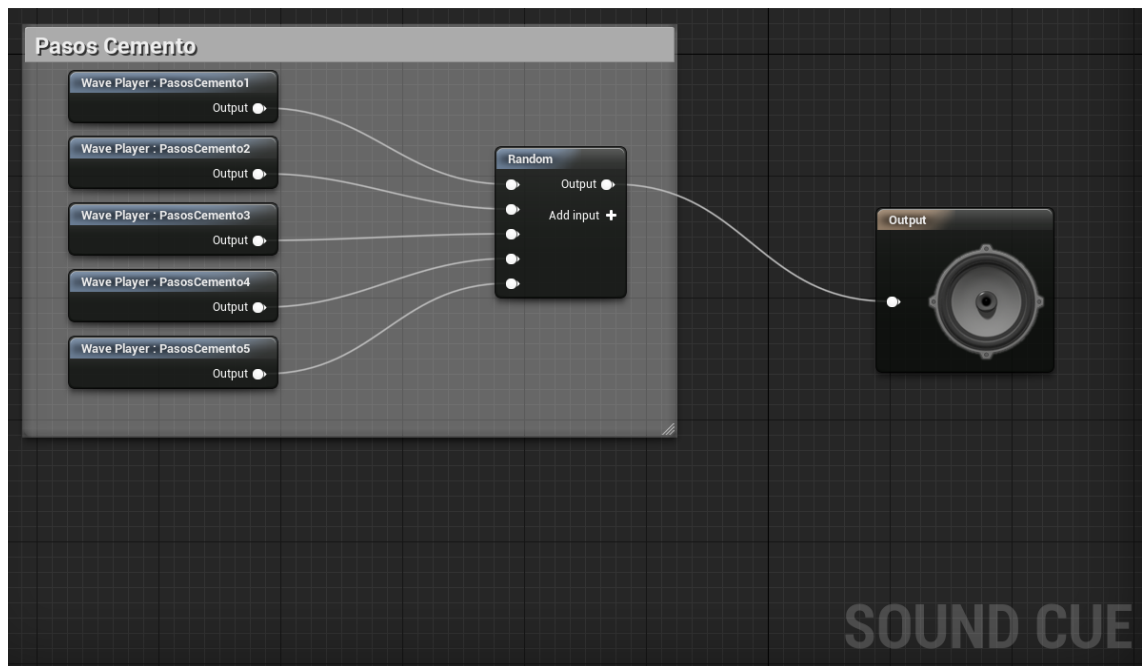 Pasos Cemento
Wave Player : PasosCemento1
Output
Wave Player : PasosCemento2
Output
Wave Player : PasosCemento3
Output
Wave Player : PasosCemento4
Output
Wave Player : PasosCemento5
Output
Random
Output
Add input +
Output
SOUND CUE